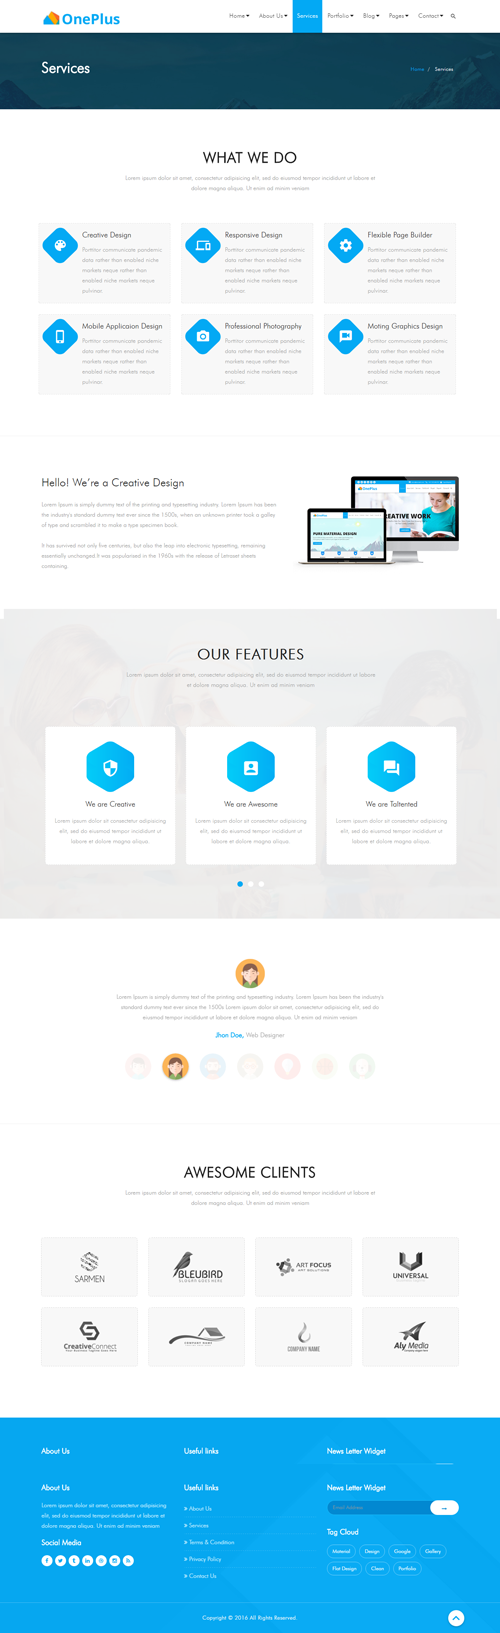 OnePlus
Home About Us Services Portfolio Blog Pages Contact
Services
Home / Services
WHAT WE DO
Lorem ipsum dolor sit amet, consectetur adipiscing elit, sed do eiusmod tempor incididunt ut labore et
dolore magna aliqua. Ut enim ad minim veniam
Creative Design
Porttitor communicate pandemic
data rather than enabled niche
markets neque rather than
enabled niche markets neque
pulvinar.
Responsive Design
Porttitor communicate pandemic
data rather than enabled niche
markets neque rather than
enabled niche markets neque
pulvinar.
Flexible Page Builder
Porttitor communicate pandemic
data rather than enabled niche
markets neque rather than
enabled niche markets neque
pulvinar.
Mobile Applicaion Design
Porttitor communicate pandemic
data rather than enabled niche
markets neque rather than
enabled niche markets neque
pulvinar.
Professional Photography
Porttitor communicate pandemic
data rather than enabled niche
markets neque rather than
enabled niche markets neque
pulvinar.
Moting Graphics Design
Porttitor communicate pandemic
data rather than enabled niche
markets neque rather than
enabled niche markets neque
pulvinar.
Hello! We're a Creative Design
Lorem Ipsum is simply dummy text of the printing and typesetting industry. Lorem Ipsum has been
the industry's standard dummy text ever since the 1500s, when an unknown printer took a galley
of type and scrambled it to make a type specimen book.
It has survived not only five centuries, but also the leap into electronic typesetting, remaining
essentially unchanged.It was popularised in the 1960s with the release of Letraset sheets
containing.
OnePlus
CREATIVE WORK
PURE MATERIAL DESIGN
OUR FEATURES
Lorem ipsum dolor sit amet, consectetur adipiscing elit, sed do eiusmod tempor incididunt ut labore
et dolore magna aliqua. Ut enim ad minim veniam
We are Creative
Lorem ipsum dolor sit consectetur adipisicing
elit, sed do eiusmod tempor incididunt ut
labore et dolore magna aliqua.
We are Awesome
Lorem ipsum dolor sit consectetur adipisicing
elit, sed do eiusmod tempor incididunt ut
labore et dolore magna aliqua.
We are Taltented
Lorem ipsum dolor sit consectetur adipisicing
elit, sed do eiusmod tempor incididunt ut
labore et dolore magna aliqua.
Lorem Ipsum is simply dummy text of the printing and typesetting industry. Lorem Ipsum has been the industry's
standard dummy text ever since the 1500s Lorem ipsum dolor sit amet, consectetur adipiscing elit,
sed do eiusmod tempor incididunt ut labore et dolore magna aliqua. Ut enim ad minim veniam
Jhon Doe, Web Designer
AWESOME CLIENTS
Lorem ipsum dolor sit amet, consectetur adipiscing elit, sed do eiusmod tempor incididunt ut labore et
dolore magna aliqua. Ut enim ad minim veniam
SARMEN
BLEUBIRD
SLOGAN GOES HERE
ART FOCUS
ART SOLUTIONS
UNIVERSAL
CreativeConnect
COMPANY NAME
COMPANY NAME
Aly Media
About Us
Useful links
News Letter Widget
About Us
Lorem ipsum dolor sit amet, consectetur adipisicing
elit, sed do eiusmod tempor incididunt ut labore et
dolore magna aliqua. Ut enim ad minim veniam
Social Media
Useful links
» About Us
» Services
» Terms & Condition
» Privacy Policy
» Contact Us
News Letter Widget
Email Address
Tag Cloud
Material Design Google Gallery
Flat Design Clean Portfolio
Copyright © 2016 All Rights Reserved.